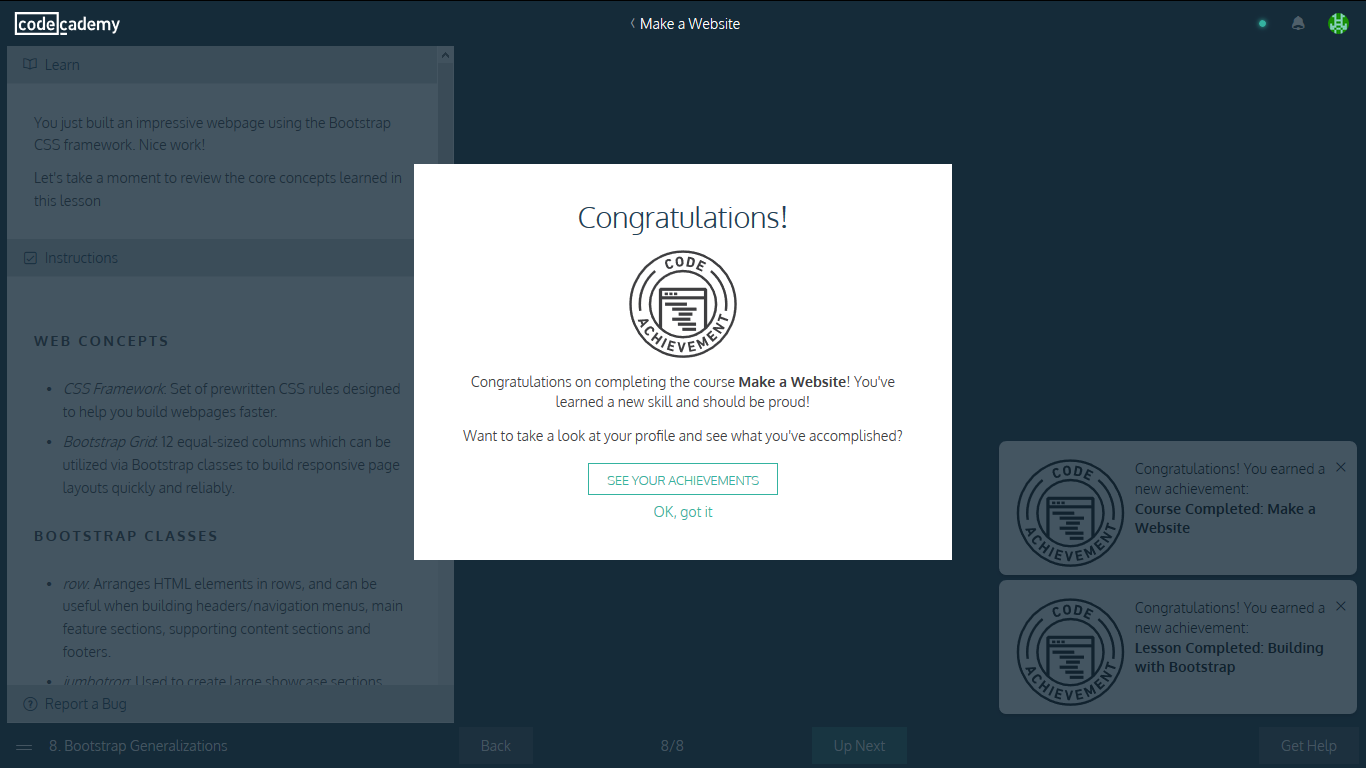 codecademy
Make a Website
Learn
You just built an impressive webpage using the Bootstrap
CSS framework. Nice work!
Let's take a moment to review the core concepts learned in
this lesson
Instructions
WEB CONCEPTS
CSS Framework: Set of prewritten CSS rules designed
to help you build webpages faster.
Bootstrap Grid: 12 equal-sized columns which can be
utilized via Bootstrap classes to build responsive page
layouts quickly and reliably.
BOOTSTRAP CLASSES
row: Arranges HTML elements in rows, and can be
useful when building headers/navigation menus, main
feature sections, supporting content sections and
footers.
jumbotron: Used to create large showcase sections
Report a Bug
Congratulations!
CODE
ACHIEVEMENT
Congratulations on completing the course Make a Website! You've
learned a new skill and should be proud!
Want to take a look at your profile and see what you've accomplished?
SEE YOUR ACHIEVEMENTS
OK, got it
CODE
ACHIEVEMENT
Congratulations! You earned a
new achievement:
Course Completed: Make a
Website
CODE
ACHIEVEMENT
Congratulations! You earned a
new achievement:
Lesson Completed: Building
with Bootstrap
8. Bootstrap Generalizations
Back
8/8
Up Next
Get Help